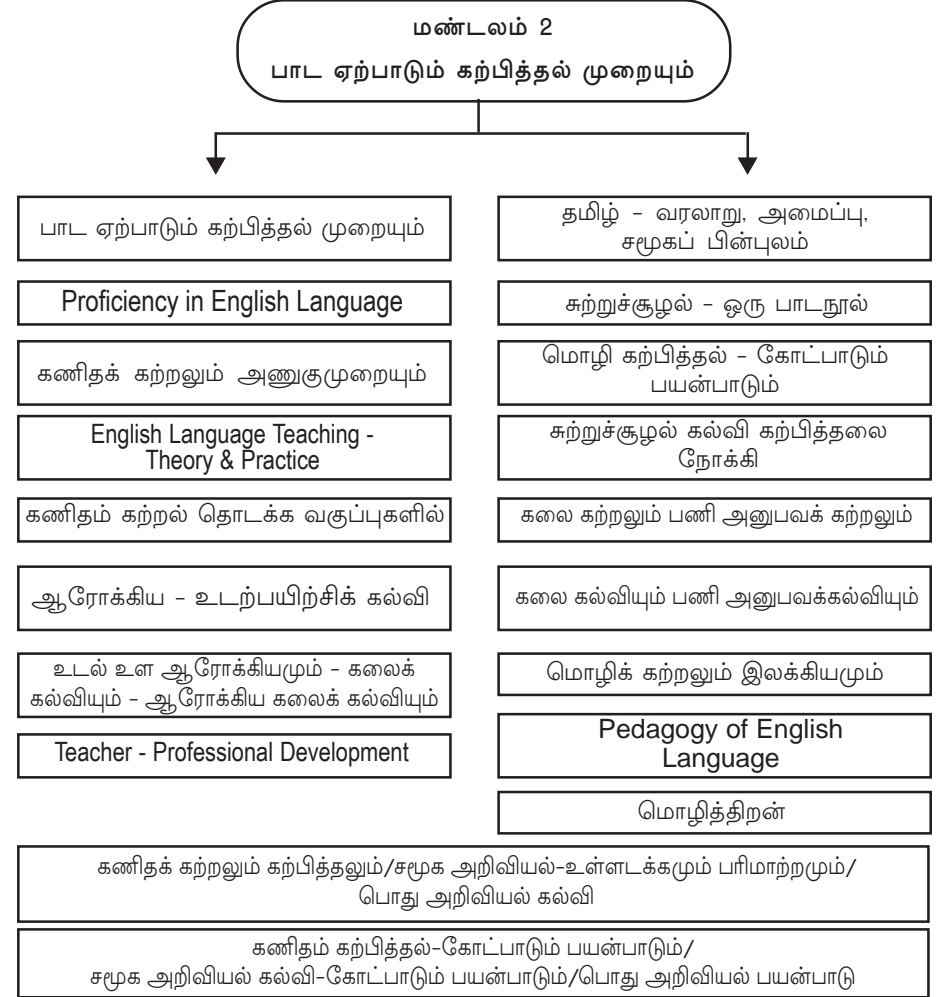 மண்டலம் 2
பாட ஏற்பாடும் கற்பித்தல் முறையும்
பாட ஏற்பாடும் கற்பித்தல் முறையும்
Proficiency in English Language
கணிதக் கற்றலும் அணுகுமுறையும்
English Language Teaching -
Theory & Practice
கணிதம் கற்றல் தொடக்க வகுப்புகளில்
ஆரோக்கிய - உடற்பயிற்சிக் கல்வி
உடல் உள ஆரோக்கியமும் - கலைக்
கல்வியும் - ஆரோக்கிய கலைக் கல்வியும்
Teacher - Professional Development
தமிழ் - வரலாறு, அமைப்பு,
சமூகப் பின்புலம்
சுற்றுச்சூழல் - ஒரு பாடநூல்
மொழி கற்பித்தல் - கோட்பாடும்
பயன்பாடும்
சுற்றுச்சூழல் கல்வி கற்பித்தலை
நோக்கி
கலை கற்றலும் பணி அனுபவக் கற்றலும்
கலை கல்வியும் பணி அனுபவக்கல்வியும்
மொழிக் கற்றலும் இலக்கியமும்
Pedagogy of English
Language
மொழித்திறன்
கணிதக் கற்றலும் கற்பித்தலும்/சமூக அறிவியல்-உள்ளடக்கமும் பரிமாற்றமும்/
பொது அறிவியல் கல்வி
கணிதம் கற்பித்தல்-கோட்பாடும் பயன்பாடும்/
சமூக அறிவியல் கல்வி-கோட்பாடும் பயன்பாடும்/பொது அறிவியல் பயன்பாடு